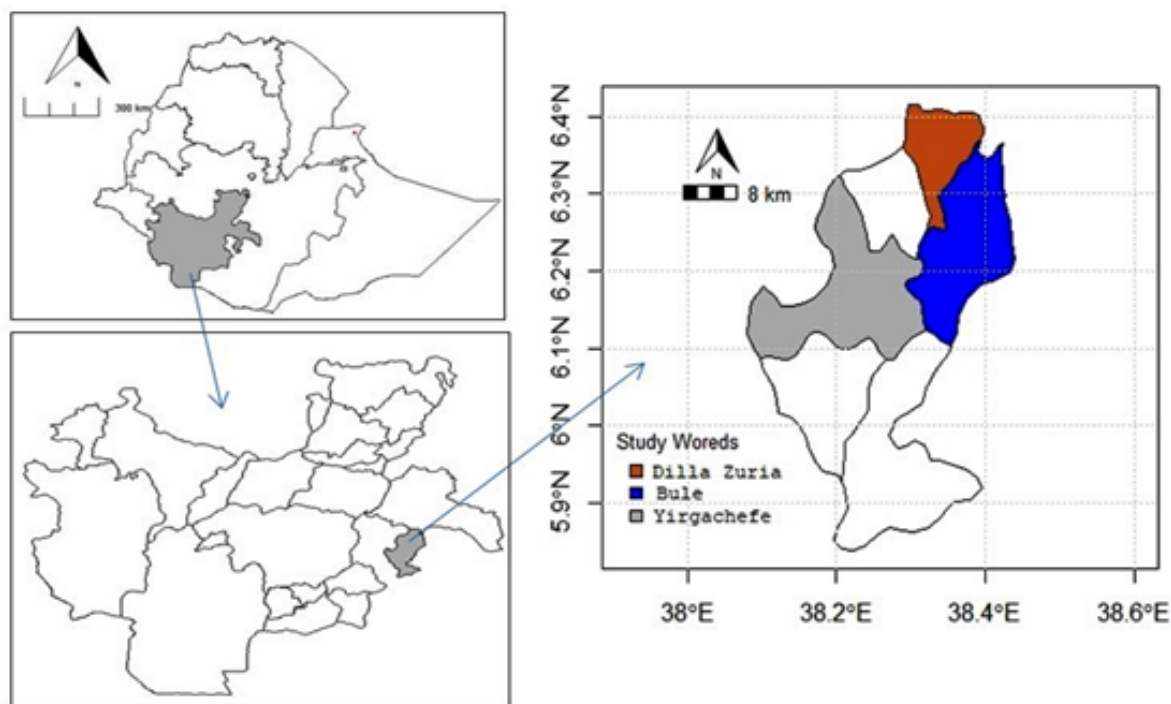 N
300 km
6.4°N
6.3°N
6.2°N
6.1°N
6°N
5.9°N
N
8 km
Study Woreds
Dilla Zuria
Bule
Yirgachefe
38°E
38.2°E
38.4°E
38.6°E